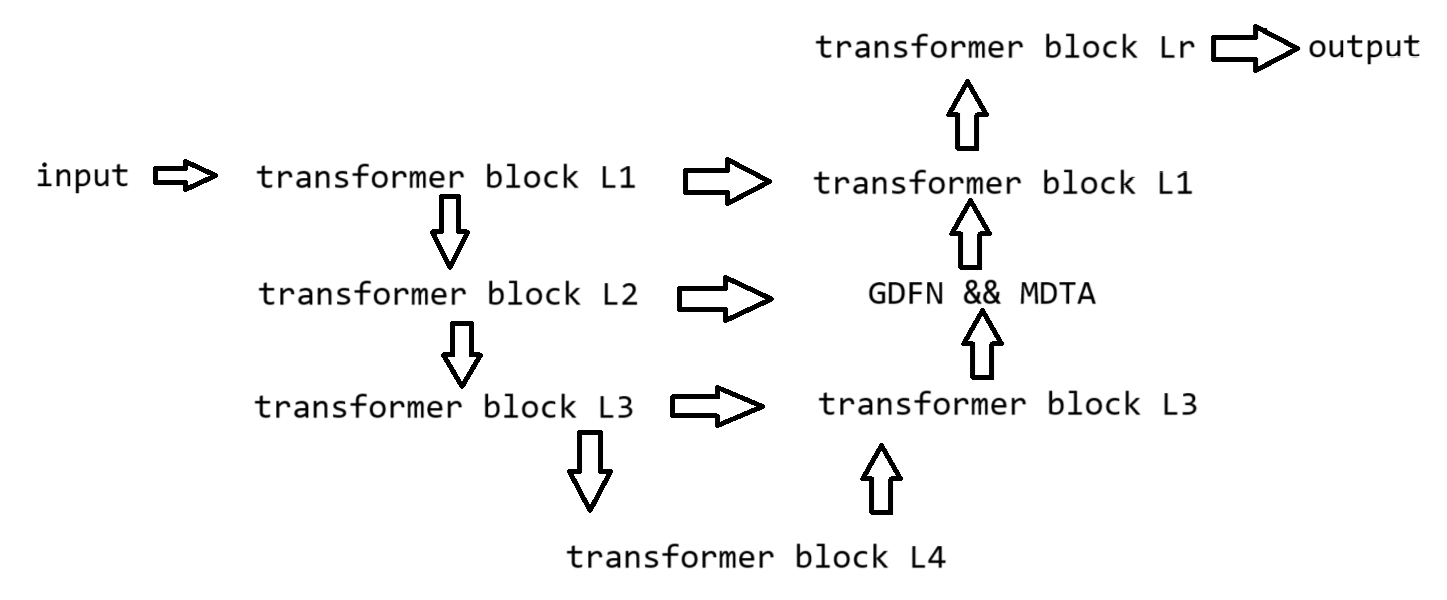 transformer block Lr output
input transformer block L1 transformer block L1
transformer block L2 GDFN && MDTA
transformer block L3 transformer block L3
transformer block L4